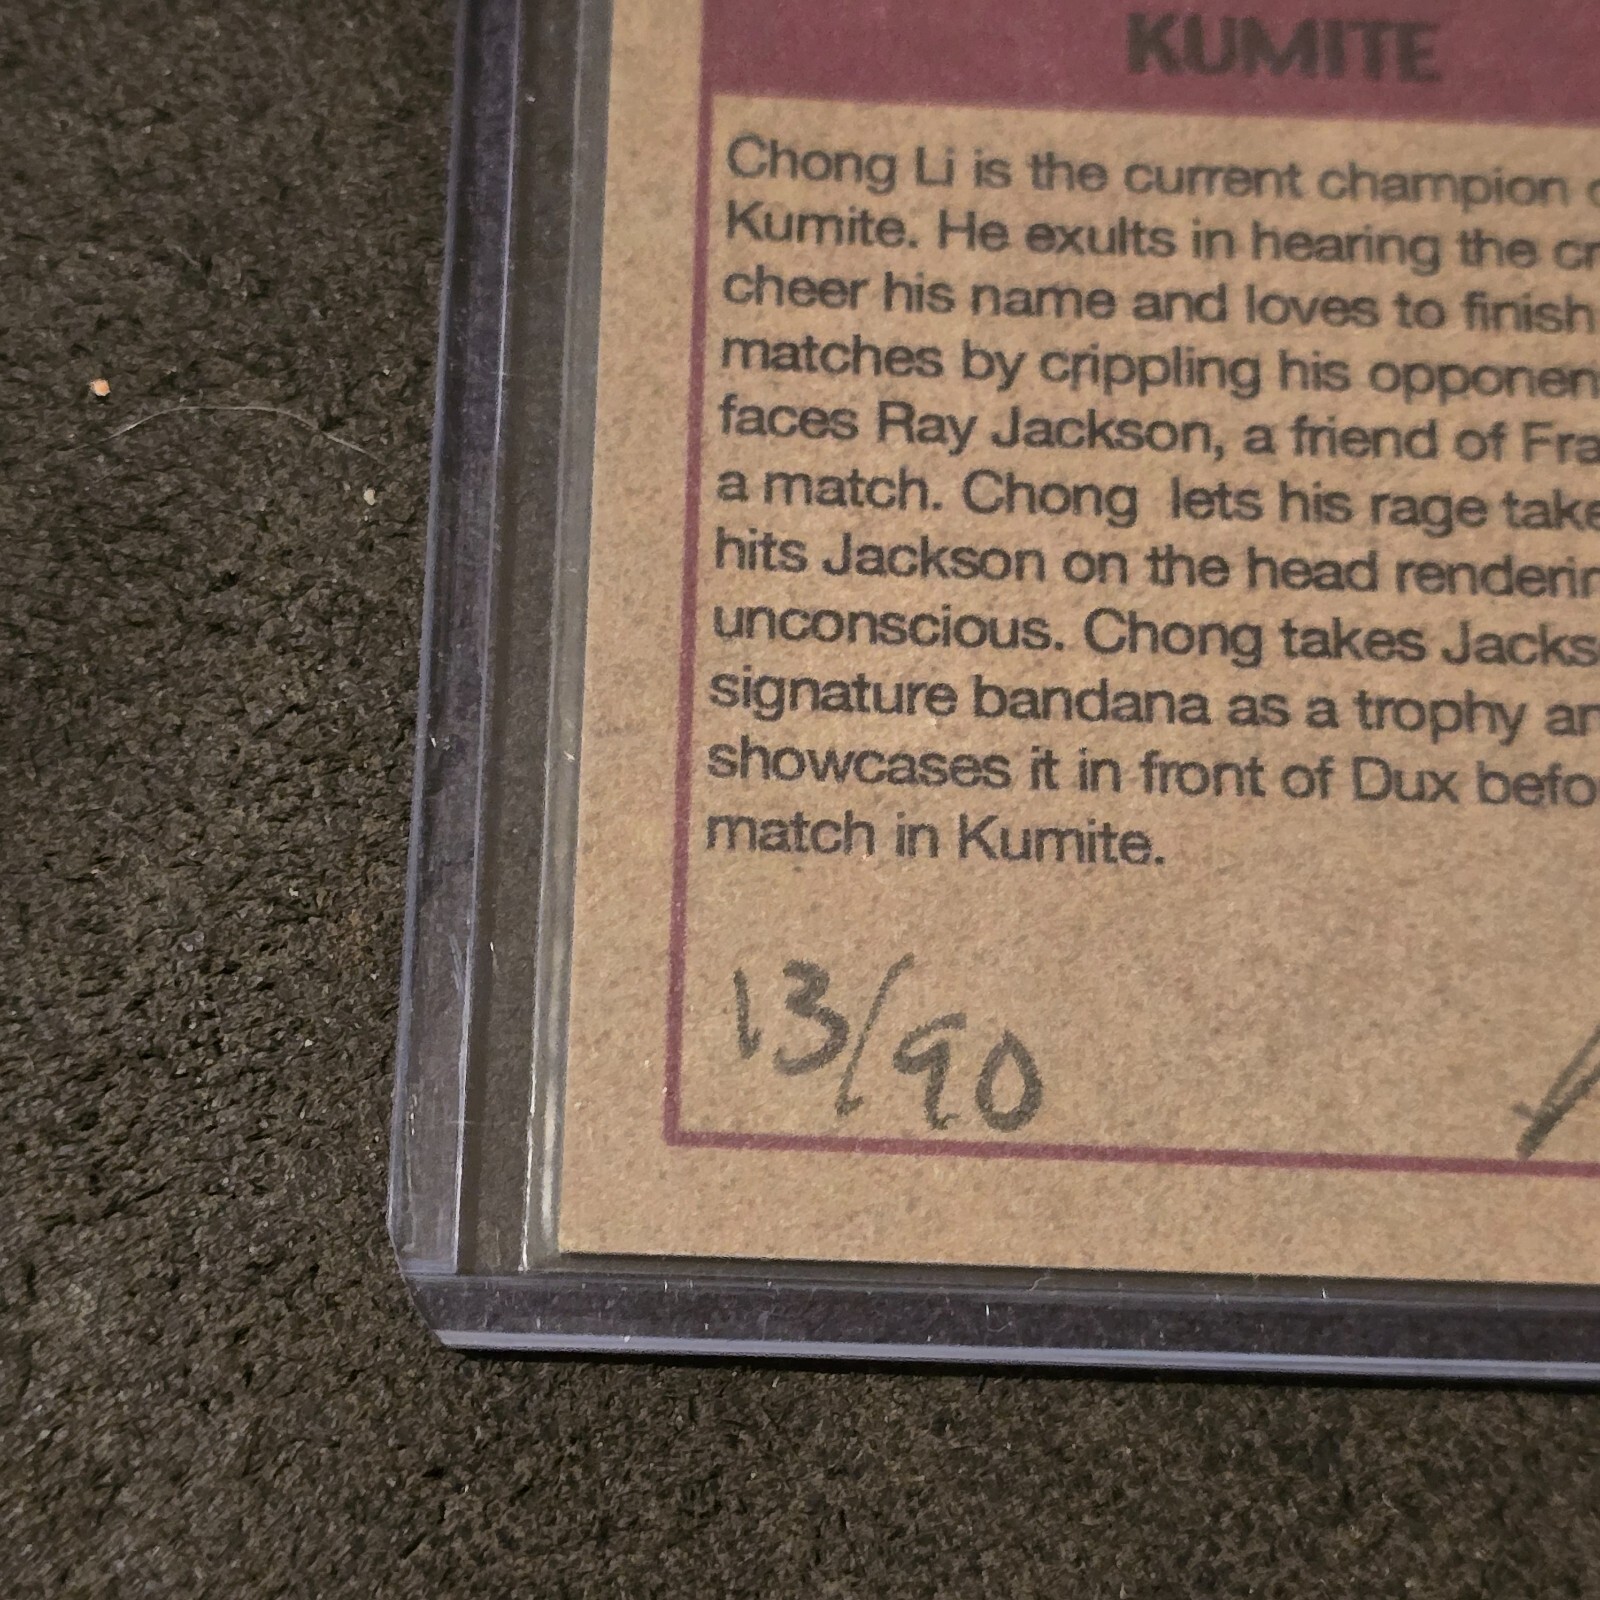 KUMITE
Chong Li is the current champion
Kumite. He exults in hearing the
cheer his name and loves to finish
matches by crippling his
faces Ray Jackson, a friend of
a match. Chong lets his rage
hits Jackson on the head
unconscious. Chong takes
signature bandana as a trophy
showcases it in front of Dux
match in Kumite.
13/90